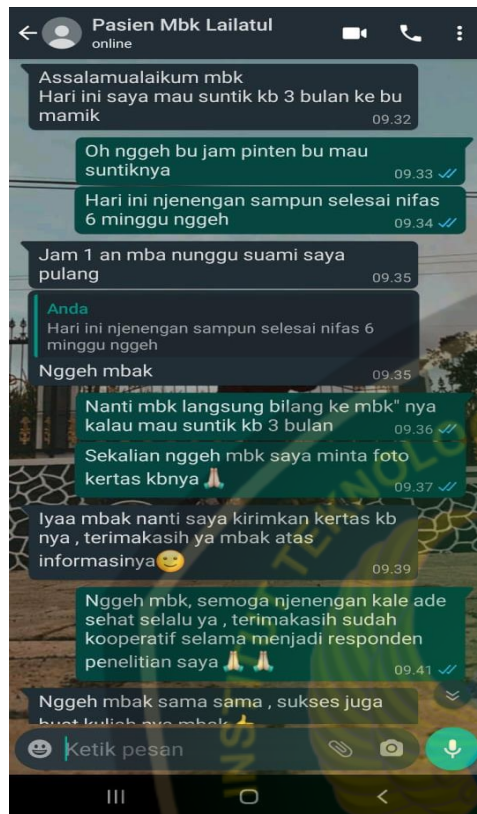 Pasien Mbk Lailatul
online
Assalamualaikum mbk
Hari ini saya mau suntik kb 3 bulan ke bu
mamik
09.32
Oh nggeh bu jam pinten bu mau
suntiknya
09.33
Hari ini njenengan sampun selesai nifas
6 minggu nggeh
09.34
Jam 1 an mba nunggu suami saya
pulang
09.35
Anda
Hari ini njenengan sampun selesai nifas 6
minggu nggeh
Nggeh mbak
09.35
Nanti mbk langsung bilang ke mbk" nya
kalau mau suntik kb 3 bulan
09.36
Sekalian nggeh mbk saya minta foto
kertas kbnya 🙏
09.37
Iyaa mbak nanti saya kirimkan kertas kb
nya , terimakasih ya mbak atas
informasinya🙂
09.39
Nggeh mbk, semoga njenengan kale ade
sehat selalu ya , terimakasih sudah
kooperatif selama menjadi responden
penelitian saya 🙏 🙏
09.41
Nggeh mbak sama sama , sukses juga
buat kuliah nya mbak 👍
Ketik pesan
INSTITUT TEKNOLO